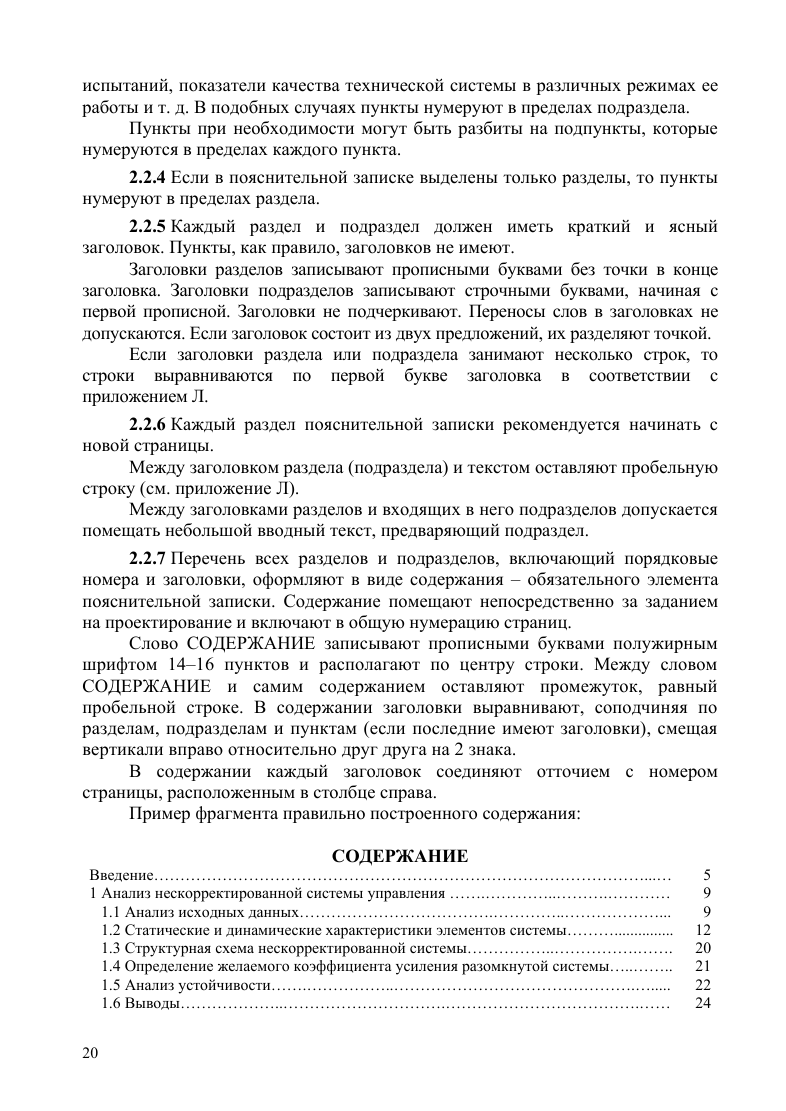 испытаний, показатели качества технической системы в различных режимах ее
работы и т. д. В подобных случаях пункты нумеруют в пределах подраздела.
Пункты при необходимости могут быть разбиты на подпункты, которые
нумеруются в пределах каждого пункта.
2.2.4 Если в пояснительной записке выделены только разделы, то пункты
нумеруют в пределах раздела.
2.2.5 Каждый раздел и подраздел должен иметь краткий и ясный
заголовок. Пункты, как правило, заголовков не имеют.
Заголовки разделов записывают прописными буквами без точки в конце
заголовка. Заголовки подразделов записывают строчными буквами, начиная с
первой прописной. Заголовки не подчеркивают. Переносы слов в заголовках не
допускаются. Если заголовок состоит из двух предложений, их разделяют точкой.
Если заголовки раздела или подраздела занимают несколько строк, то
строки выравниваются по первой букве заголовка в соответствии с
приложением Л.
2.2.6 Каждый раздел пояснительной записки рекомендуется начинать с
новой страницы.
Между заголовком раздела (подраздела) и текстом оставляют пробельную
строку (см. приложение Л).
Между заголовками разделов и входящих в него подразделов допускается
помещать небольшой вводный текст, предваряющий подраздел.
2.2.7 Перечень всех разделов и подразделов, включающий порядковые
номера и заголовки, оформляют в виде содержания – обязательного элемента
пояснительной записки. Содержание помещают непосредственно за заданием
на проектирование и включают в общую нумерацию страниц.
Слово СОДЕРЖАНИЕ записывают прописными буквами полужирным
шрифтом 14–16 пунктов и располагают по центру строки. Между словом
СОДЕРЖАНИЕ и самим содержанием оставляют промежуток, равный
пробельной строке. В содержании заголовки выравнивают, соподчиняя по
разделам, подразделам и пунктам (если последние имеют заголовки), смещая
вертикали вправо относительно друг друга на 2 знака.
В содержании каждый заголовок соединяют отточием с номером
страницы, расположенным в столбце справа.
Пример фрагмента правильно построенного содержания:
СОДЕРЖАНИЕ
Введение…………………………………………………………………………………...… 5
1 Анализ нескорректированной системы управления …….…………...……….………… 9
1.1 Анализ исходных данных……………………….…………...………………... 9
1.2 Статические и динамические характеристики элементов системы………............... 12
1.3 Структурная схема нескорректированной системы……………...………….……. 20
1.4 Определение желаемого коэффициента усиления разомкнутой системы…..…….. 21
1.5 Анализ устойчивости…….……………..…………………………………….…..... 22
1.6 Выводы………………..………………………….……………………………….…… 24
20